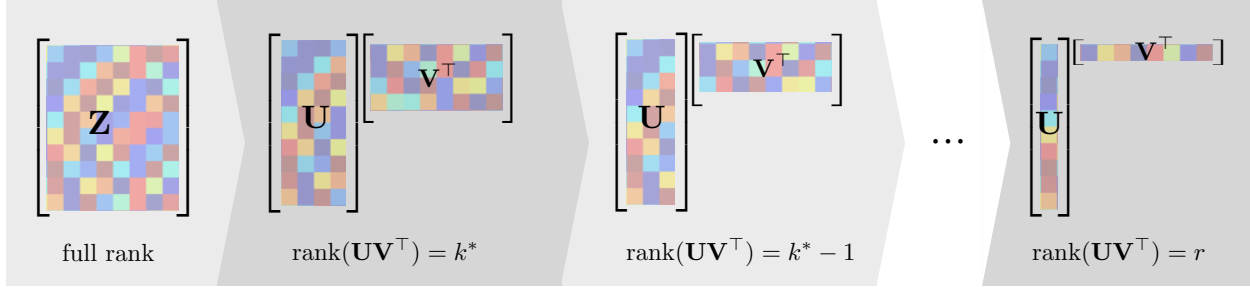 Z
full rank
U V⊤
rank(UV⊤) = k*
U V⊤
rank(UV⊤) = k* − 1
...
U V⊤
rank(UV⊤) = r